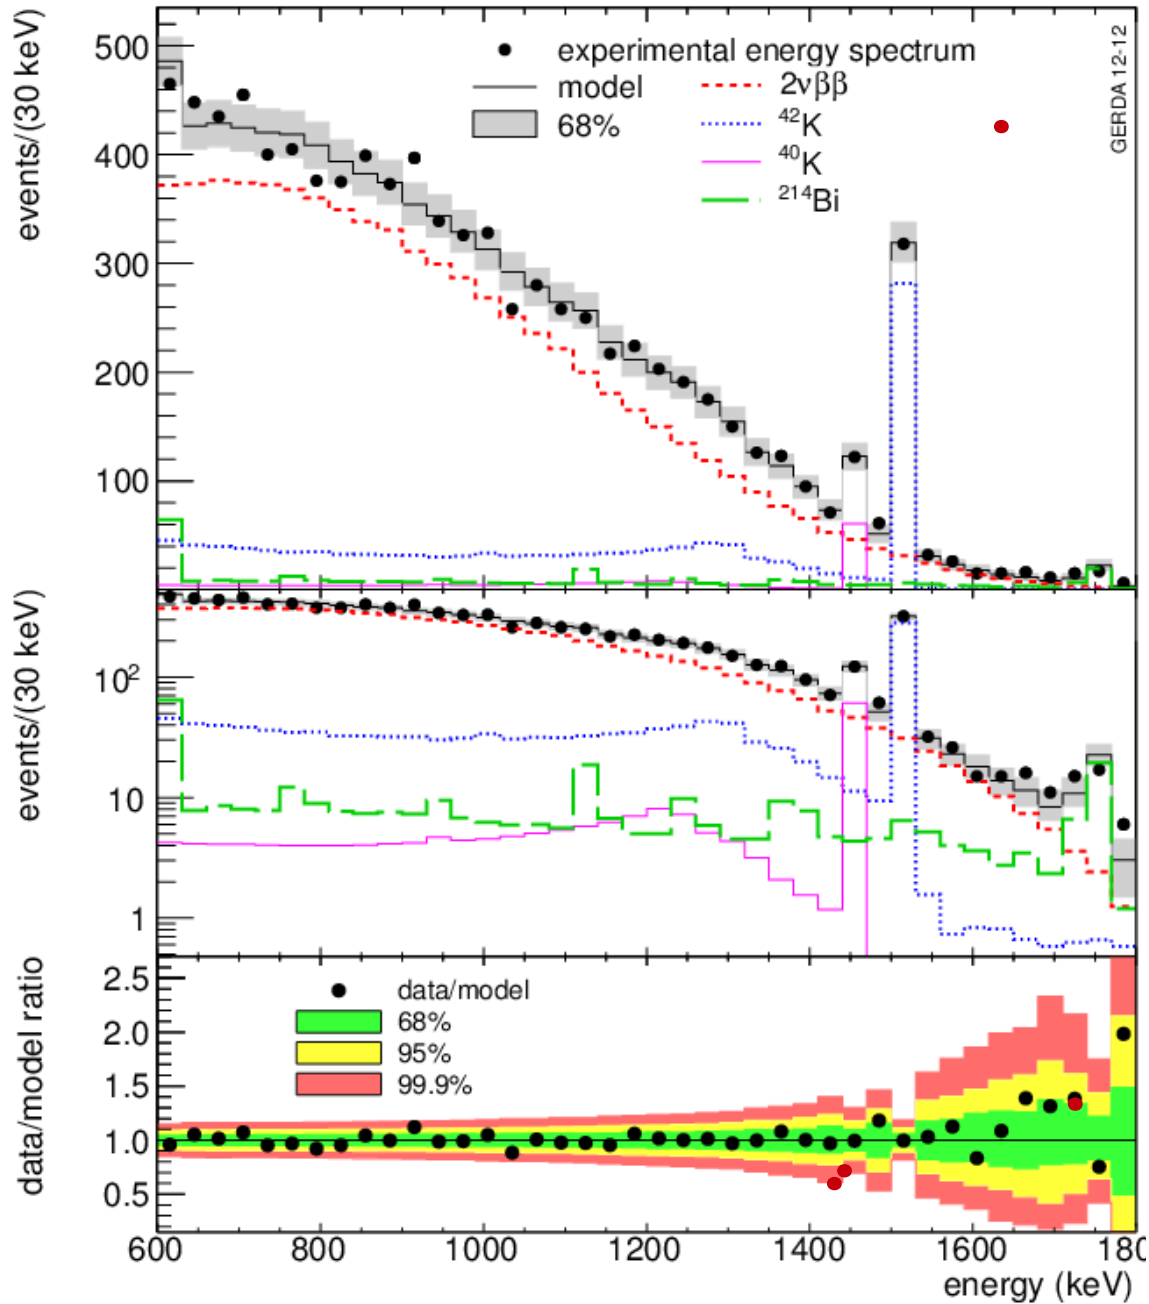 events/(30 keV)
500
400
300
200
100
experimental energy spectrum
model
68%
2νββ
⁴²K
⁴⁰K
²¹⁴Bi
GERDA 12-12
events/(30 keV)
10²
10
1
data/model ratio
2.5
2.0
1.5
1.0
0.5
data/model
68%
95%
99.9%
600 800 1000 1200 1400 1600 180
energy (keV)